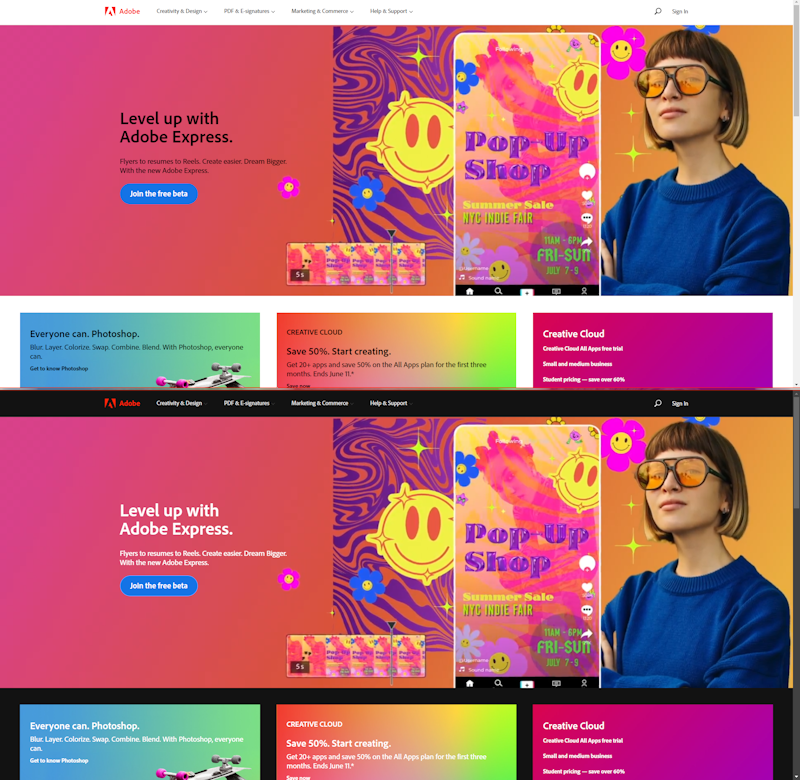 Adobe Creativity & Design PDF & E-signatures Marketing & Commerce Help & Support Sign In
Level up with
Adobe Express.
Flyers to resumes to Reels. Create easier. Dream Bigger.
With the new Adobe Express.
Join the free beta
Following
Pop-Up
Shop
Summer Sale
NYC INDIE FAIR
11AM - 6PM
FRI-SUN
JULY 7-9
5 s
Everyone can. Photoshop.
Blur. Layer. Colorize. Swap. Combine. Blend. With Photoshop, everyone
can.
Get to know Photoshop
CREATIVE CLOUD
Save 50%. Start creating.
Get 20+ apps and save 50% on the All Apps plan for the first three
months. Ends June 11.*
Save now
Creative Cloud
Creative Cloud All Apps free trial
Small and medium business
Student pricing — save over 60%
Adobe Creativity & Design PDF & E-signatures Marketing & Commerce Help & Support Sign In
Level up with
Adobe Express.
Flyers to resumes to Reels. Create easier. Dream Bigger.
With the new Adobe Express.
Join the free beta
Following
Pop-Up
Shop
Summer Sale
NYC INDIE FAIR
11AM - 6PM
FRI-SUN
JULY 7-9
5 s
Everyone can. Photoshop.
Blur. Layer. Colorize. Swap. Combine. Blend. With Photoshop, everyone
can.
Get to know Photoshop
CREATIVE CLOUD
Save 50%. Start creating.
Get 20+ apps and save 50% on the All App plan for the first three
months. Ends June 11.*
Save now
Creative Cloud
Creative Cloud All Apps free trial
Small and medium business
Student pricing — save over 60%